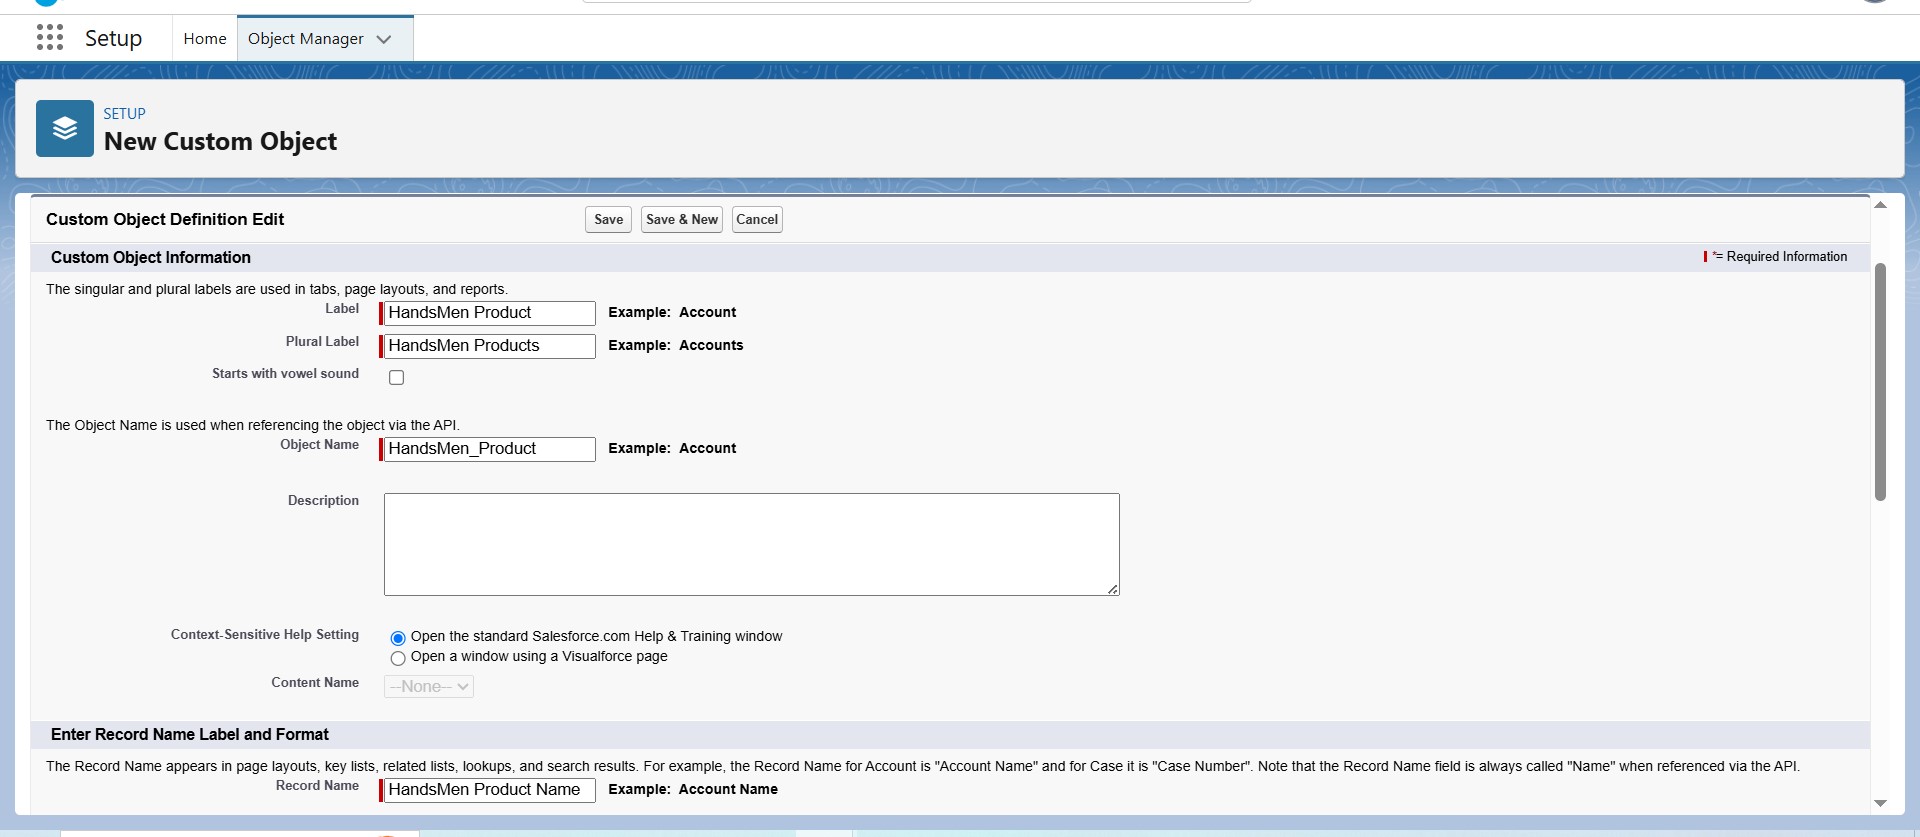 Setup
Home
Object Manager
SETUP
New Custom Object
Custom Object Definition Edit
Save
Save & New
Cancel
Custom Object Information
* = Required Information
The singular and plural labels are used in tabs, page layouts, and reports.
Label
HandsMen Product
Example: Account
Plural Label
HandsMen Products
Example: Accounts
Starts with vowel sound
The Object Name is used when referencing the object via the API.
Object Name
HandsMen_Product
Example: Account
Description
Context-Sensitive Help Setting
Open the standard Salesforce.com Help & Training window
Open a window using a Visualforce page
Content Name
--None--
Enter Record Name Label and Format
The Record Name appears in page layouts, key lists, related lists, lookups, and search results. For example, the Record Name for Account is "Account Name" and for Case it is "Case Number". Note that the Record Name field is always called "Name" when referenced via the API.
Record Name
HandsMen Product Name
Example: Account Name